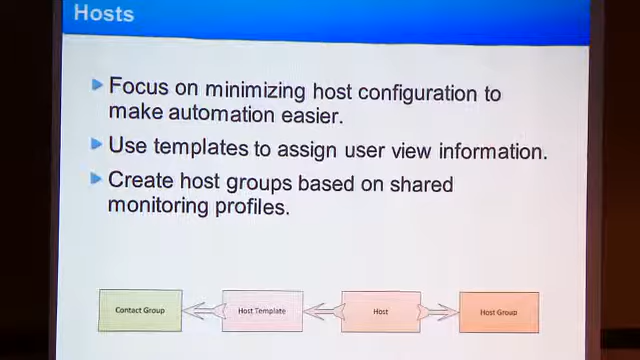 Hosts
Focus on minimizing host configuration to
make automation easier.
Use templates to assign user view information.
Create host groups based on shared
monitoring profiles.
Contact Group
Host Template
Host
Host Group